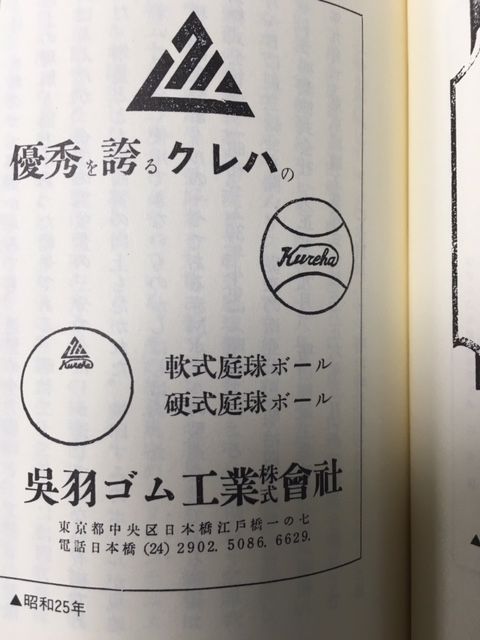 優秀を誇るクレハの
Kureha
Kureha
軟式庭球ボール
硬式庭球ボール
呉羽ゴム工業株式會社
東京都中央区日本橋江戸橋一の七
電話日本橋(24)2902.5086.6629.
▲昭和25年